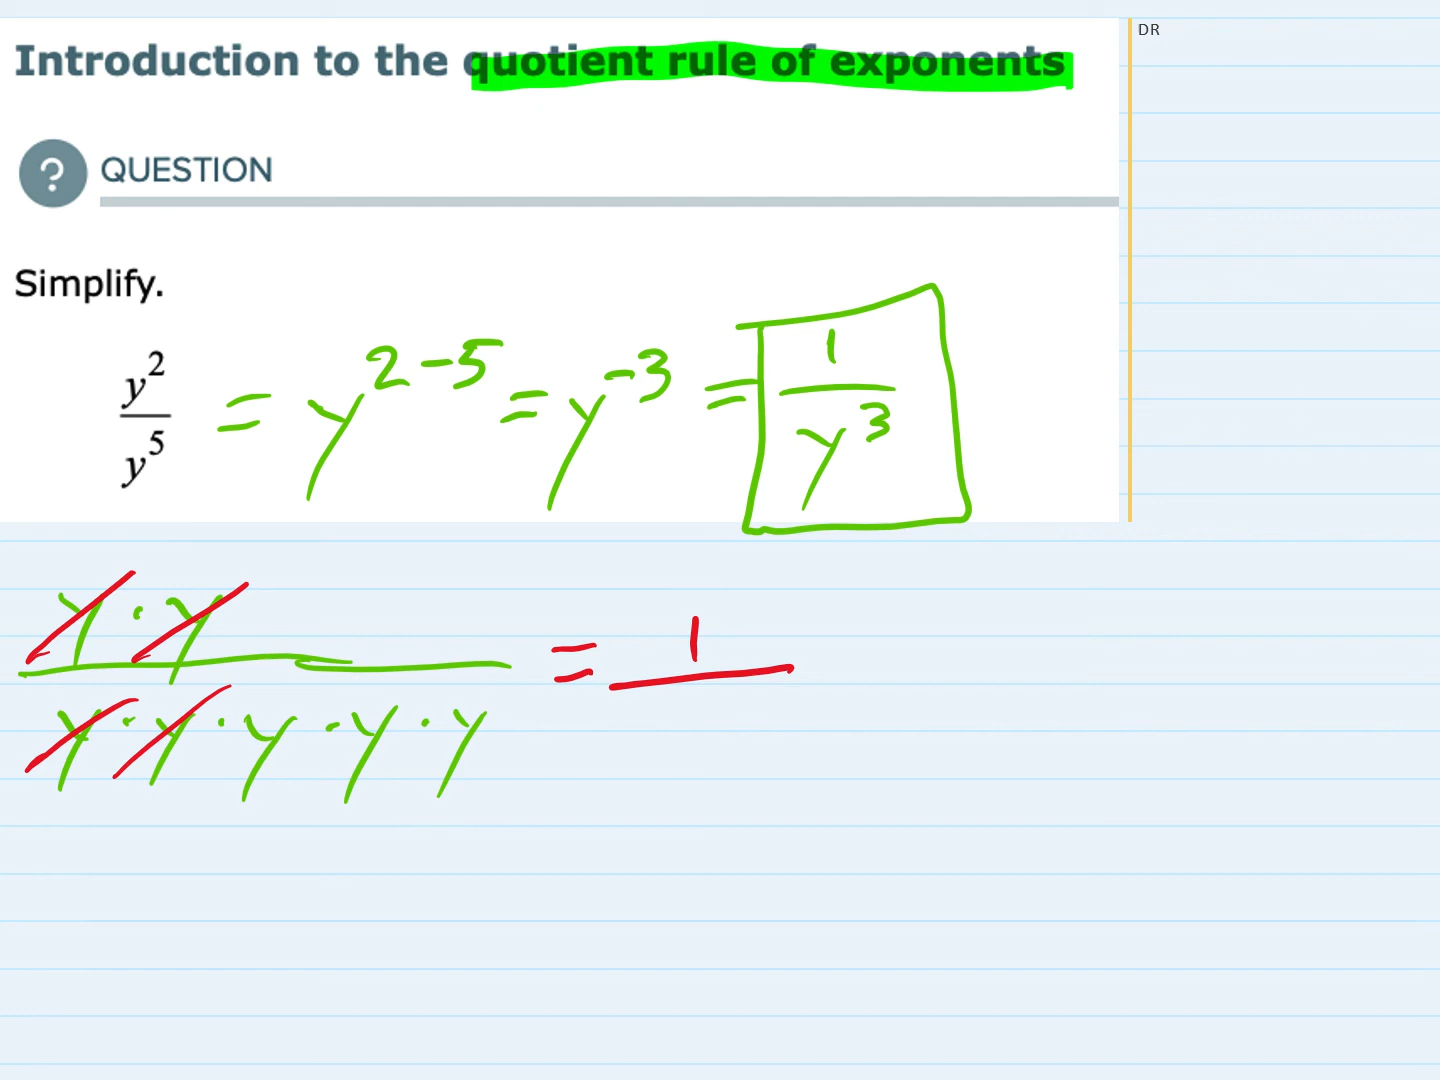 Introduction to the quotient rule of exponents
DR
? QUESTION
Simplify.
y^2/y^5 = y^(2-5) = y^(-3) = 1/y^3
y · y / y · y · y · y · y = 1/